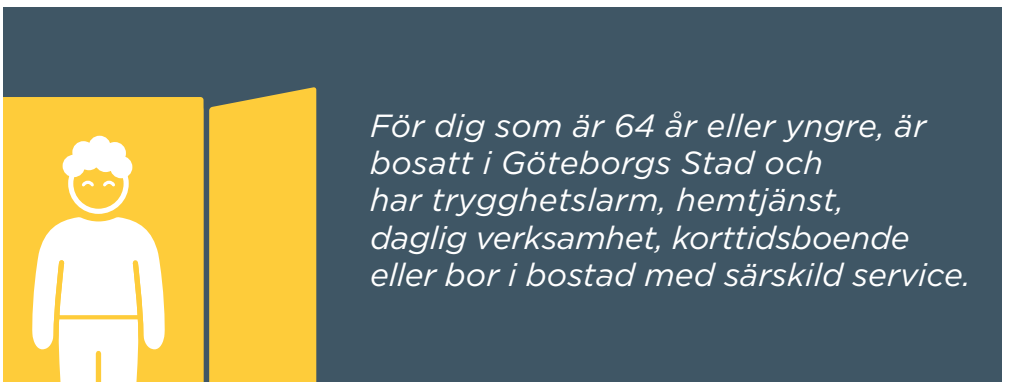 För dig som är 64 år eller yngre, är
bosatt i Göteborgs Stad och
har trygghetslarm, hemtjänst,
daglig verksamhet, korttidsboende
eller bor i bostad med särskild service.